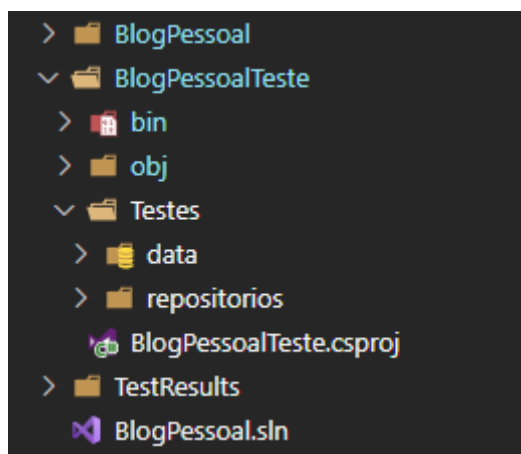 BlogPessoal
BlogPessoalTeste
bin
obj
Testes
data
repositorios
BlogPessoalTeste.csproj
TestResults
BlogPessoal.sln